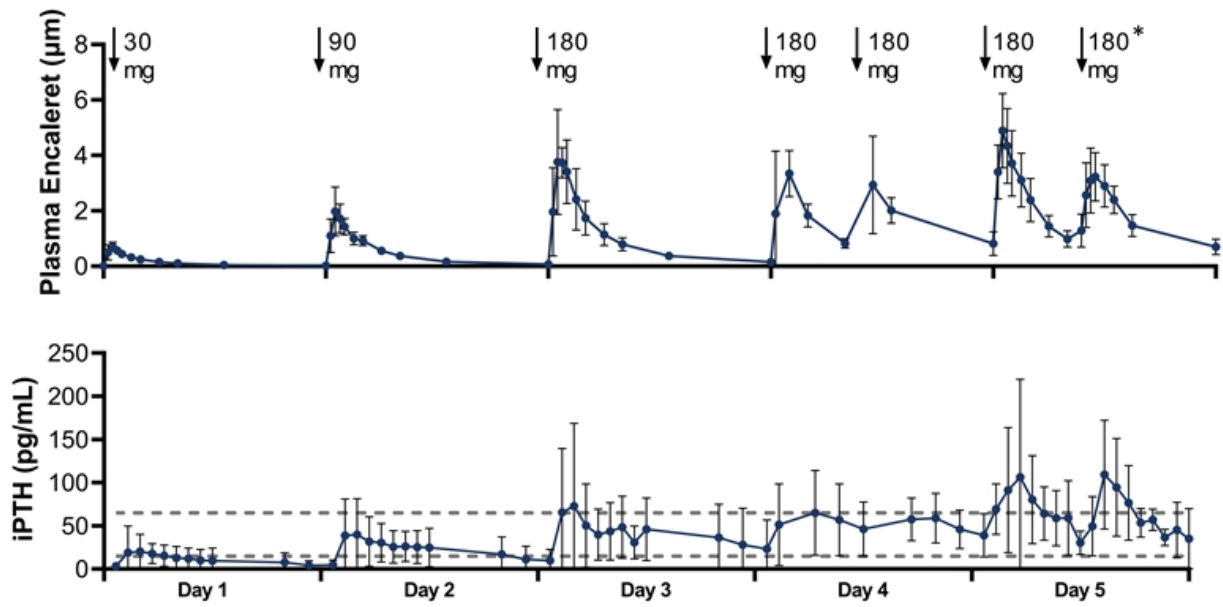 30 mg
90 mg
180 mg
180 mg
180 mg
180 mg
180 * mg
Plasma Encaleret (µm)
8
6
4
2
0
iPTH (pg/mL)
250
200
150
100
50
0
Day 1
Day 2
Day 3
Day 4
Day 5